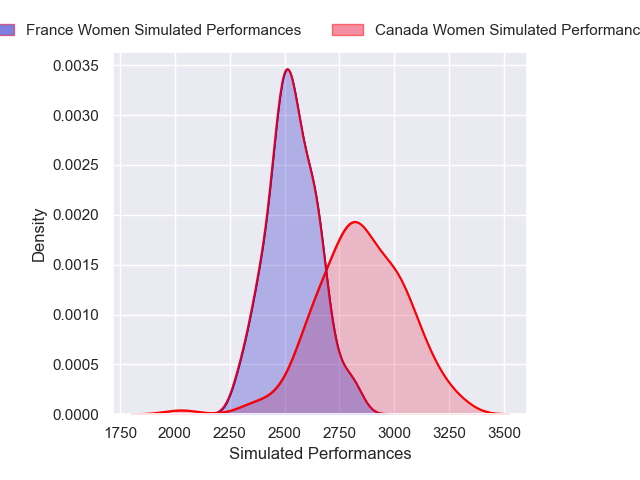 France Women Simulated Performances Canada Women Simulated Performanc
0.0035
0.0030
0.0025
0.0020
0.0015
0.0010
0.0005
0.0000
Density
1750 2000 2250 2500 2750 3000 3250 3500
Simulated Performances